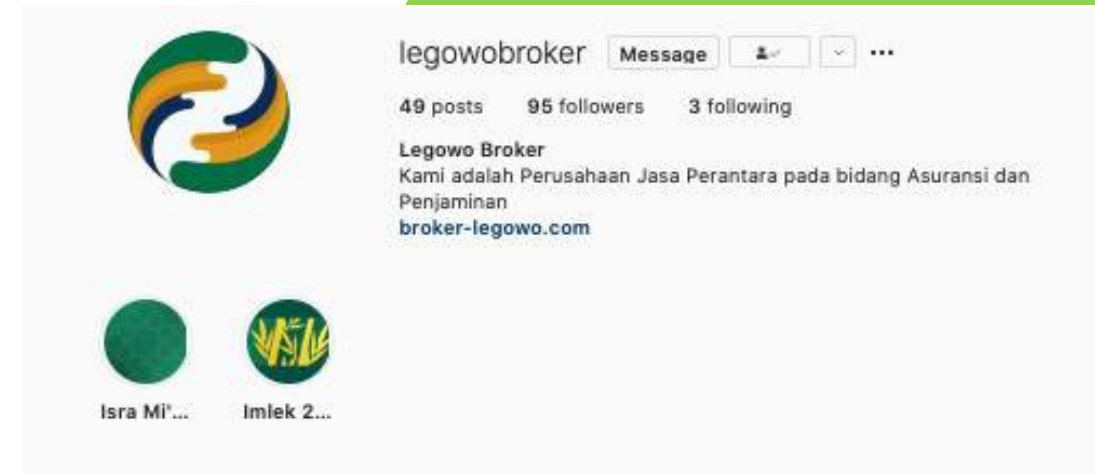 legowobroker Message
49 posts 95 followers 3 following
Legowo Broker
Kami adalah Perusahaan Jasa Perantara pada bidang Asuransi dan
Penjaminan
broker-legowo.com
Isra Mi'... Imlek 2...